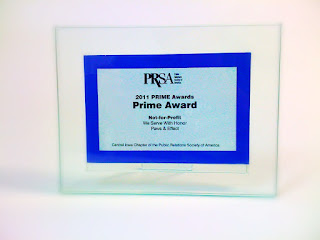 PRSA
2011 PRIME Awards
Prime Award
Not-for-Profit
We Serve With Honor
Paws & Effect
Central Iowa Chapter of the Public Relations Society of America